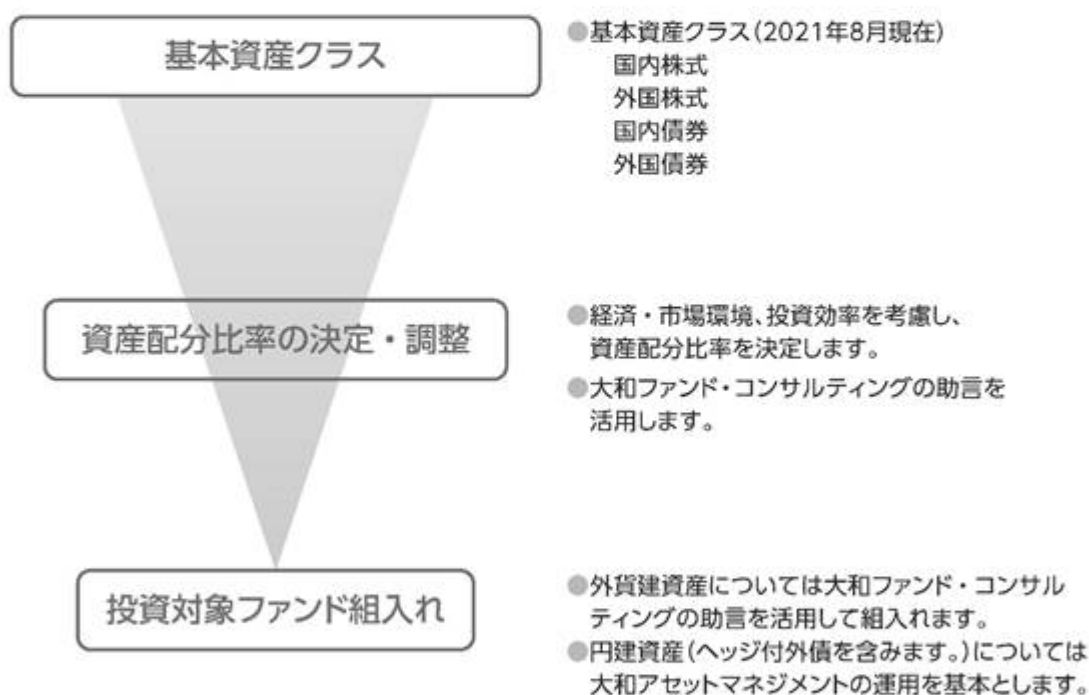 基本資産クラス
●基本資産クラス(2021年8月現在)
国内株式
外国株式
国内債券
外国債券
資産配分比率の決定・調整
●経済・市場環境、投資効率を考慮し、
資産配分比率を決定します。
●大和ファンド・コンサルティングの助言を
活用します。
投資対象ファンド組入れ
●外貨建資産については大和ファンド・コンサル
ティングの助言を活用して組入れます。
●円建資産(ヘッジ付外債を含みます。)については
大和アセットマネジメントの運用を基本とします。